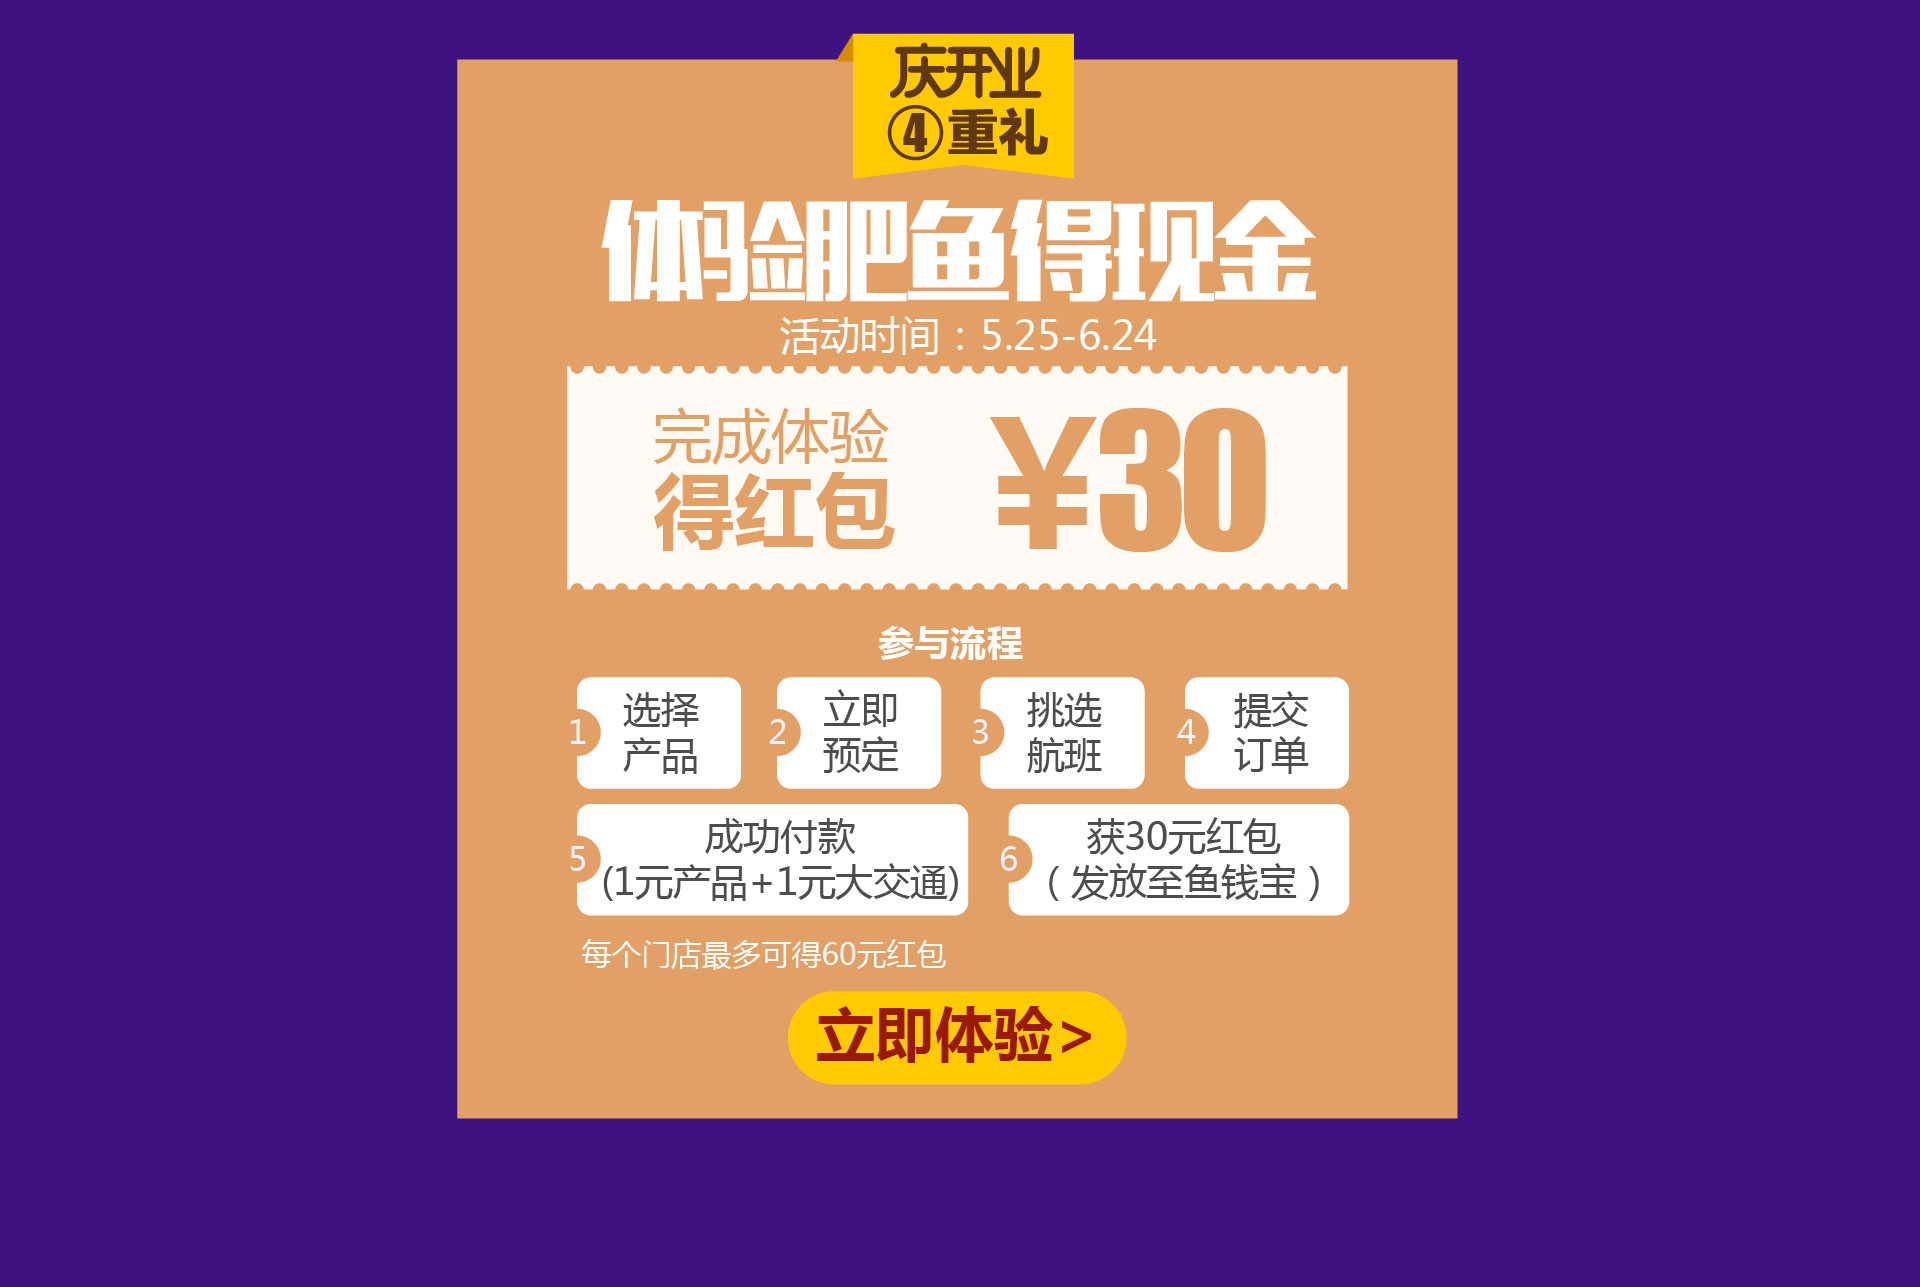 庆开业
④重礼
体验肥鱼得现金
活动时间：5.25-6.24
完成体验
得红包
¥30
参与流程
1 选择
产品
2 立即
预定
3 挑选
航班
4 提交
订单
5 成功付款
(1元产品+1元大交通)
6 获30元红包
（发放至鱼钱宝）
每个门店最多可得60元红包
立即体验>